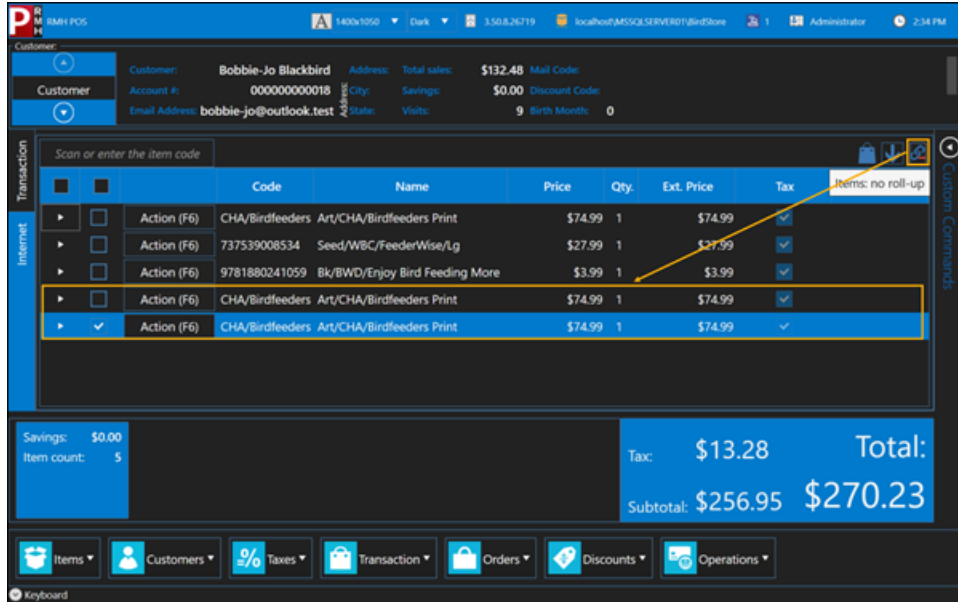 P R M H RMH POS A 1400x1050 Dark 3.50.8.26719 localhost\MSSQLSERVER01\BirdStore 1 Administrator 2:34 PM
Customer:
Customer
Customer: Bobbie-Jo Blackbird Address: Total sales: $132.48 Mail Code:
Account #: 000000000018 City: Savings: $0.00 Discount Code:
Email Address: bobbie-jo@outlook.test State: Visits: 9 Birth Month: 0
Address:
Transaction
Internet
Scan or enter the item code
Items: no roll-up
Custom Commands
Code Name Price Qty. Ext. Price Tax
Action (F6) CHA/Birdfeeders Art/CHA/Birdfeeders Print $74.99 1 $74.99
Action (F6) 737539008534 Seed/WBC/FeederWise/Lg $27.99 1 $27.99
Action (F6) 9781880241059 Bk/BWD/Enjoy Bird Feeding More $3.99 1 $3.99
Action (F6) CHA/Birdfeeders Art/CHA/Birdfeeders Print $74.99 1 $74.99
Action (F6) CHA/Birdfeeders Art/CHA/Birdfeeders Print $74.99 1 $74.99
Savings: $0.00
Item count: 5
Tax: $13.28 Total:
Subtotal: $256.95 $270.23
Items Customers Taxes Transaction Orders Discounts Operations
Keyboard